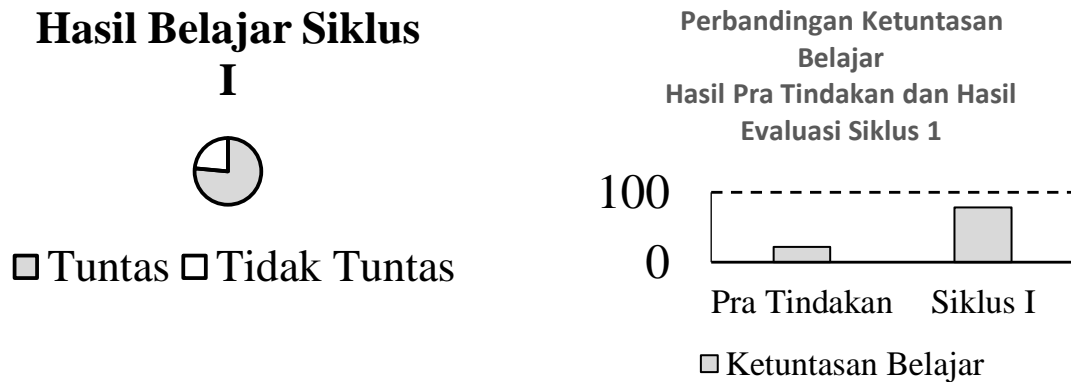 Hasil Belajar Siklus
I
Tuntas Tidak Tuntas
Perbandingan Ketuntasan
Belajar
Hasil Pra Tindakan dan Hasil
Evaluasi Siklus 1
100
0
Pra Tindakan Siklus I
Ketuntasan Belajar